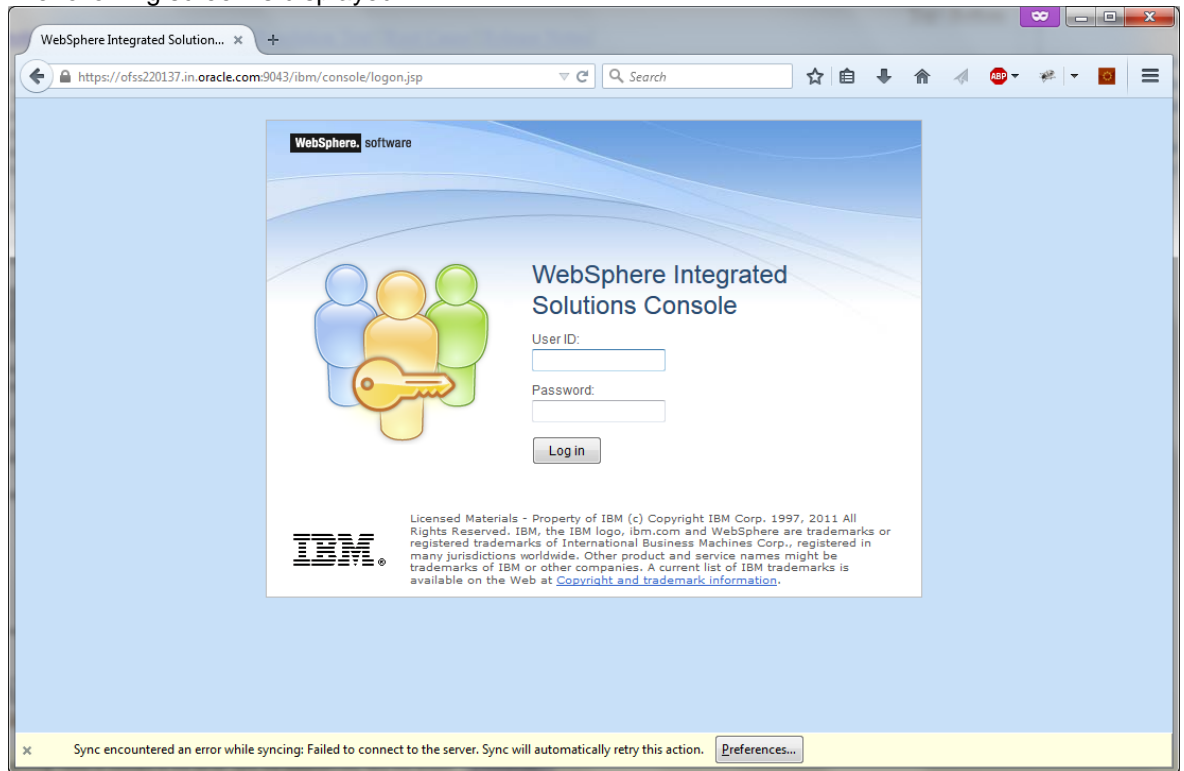 WebSphere Integrated Solution... × +
https://ofss220137.in.oracle.com:9043/ibm/console/logon.jsp Search ABP
WebSphere. software
WebSphere Integrated
Solutions Console
User ID:
Password:
Log in
IBM®
Licensed Materials - Property of IBM (c) Copyright IBM Corp. 1997, 2011 All
Rights Reserved. IBM, the IBM logo, ibm.com and WebSphere are trademarks or
registered trademarks of International Business Machines Corp., registered in
many jurisdictions worldwide. Other product and service names might be
trademarks of IBM or other companies. A current list of IBM trademarks is
available on the Web at Copyright and trademark information.
× Sync encountered an error while syncing: Failed to connect to the server. Sync will automatically retry this action. Preferences...